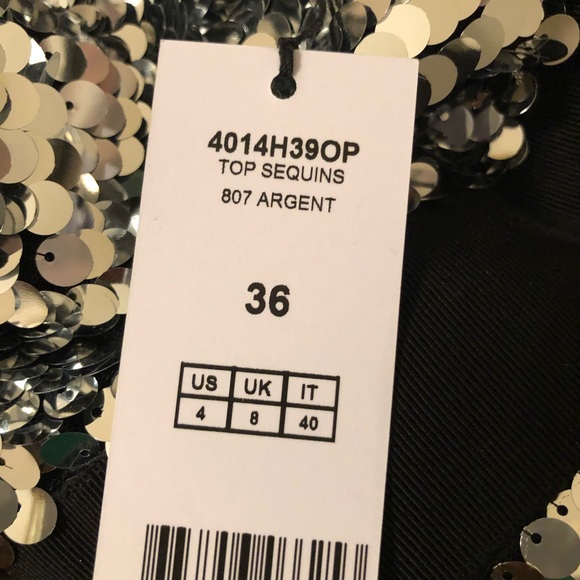 4014H39OP
TOP SEQUINS
807 ARGENT
36
US UK IT
4 8 40